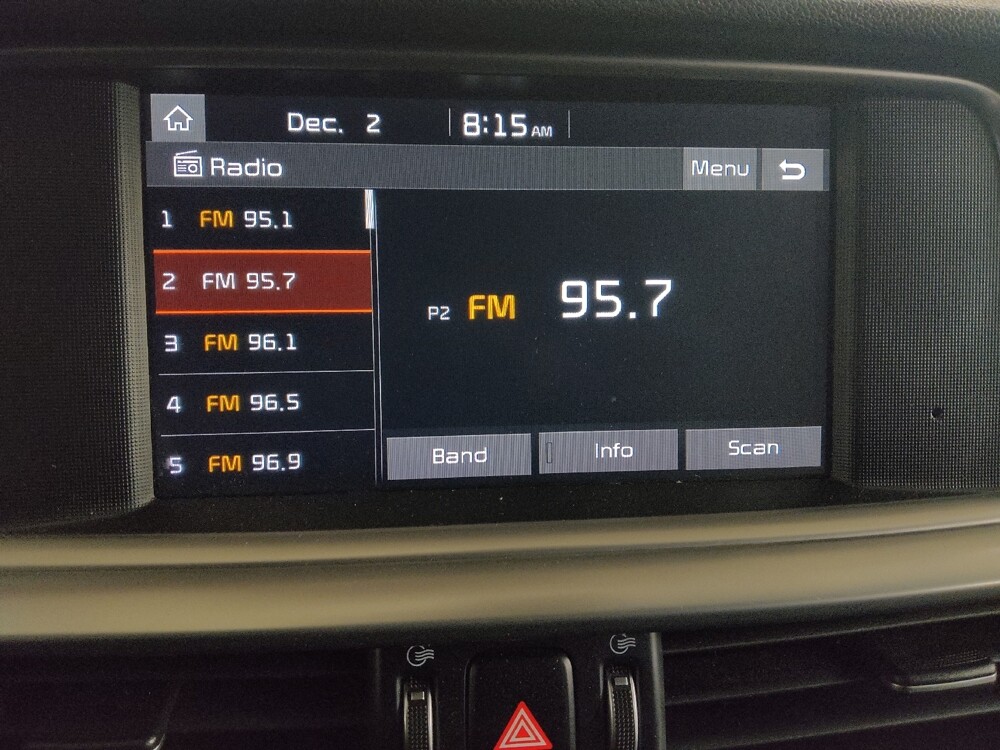 Dec. 2 8:15 AM
Radio Menu
1 FM 95.1
2 FM 95.7
3 FM 96.1
4 FM 96.5
5 FM 96.9
P2 FM 95.7
Band Info Scan